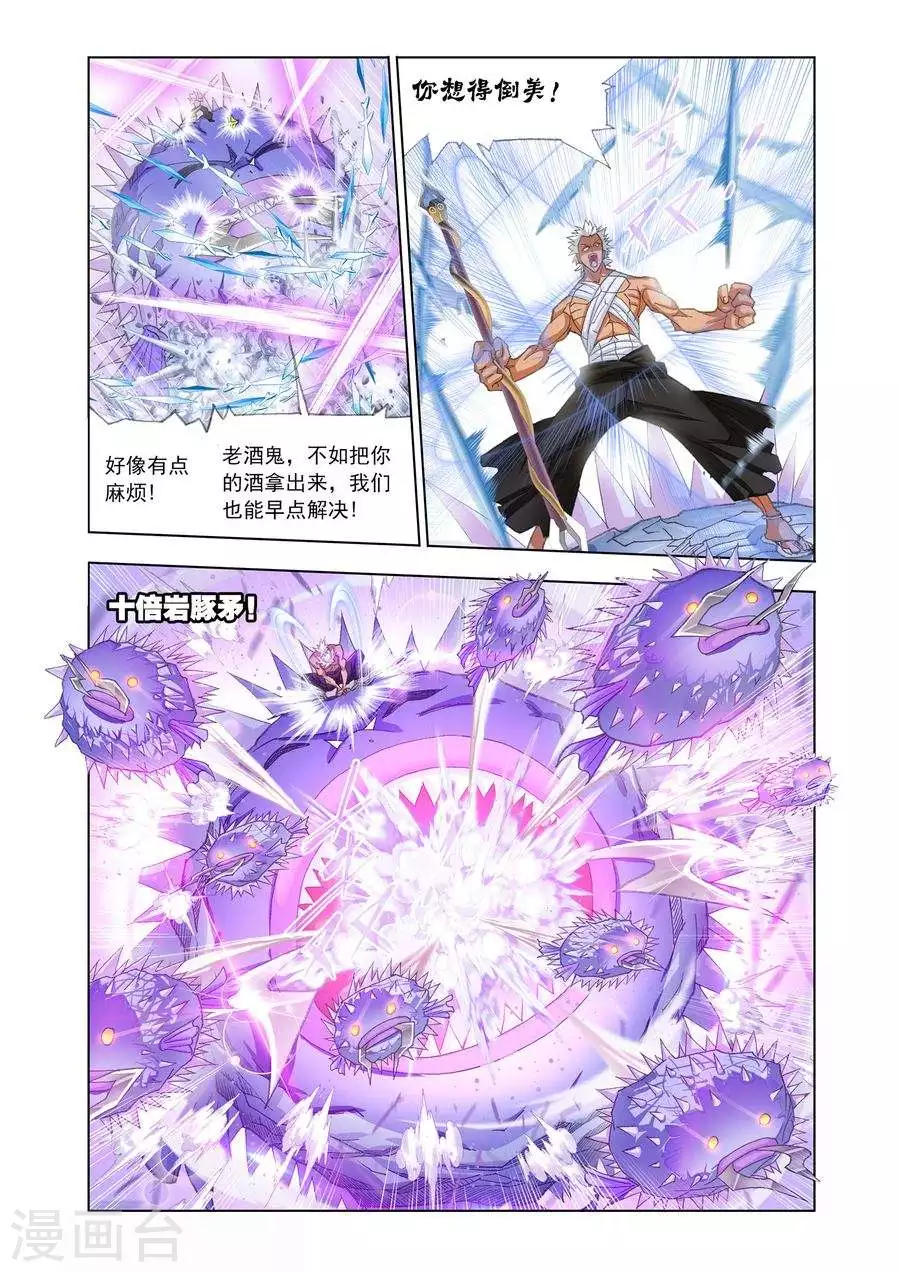 好像有点
麻烦!
老酒鬼，不如把你
的酒拿出来，我们
也能早点解决!
你想得倒美!
十倍岩豚矛!
漫画台